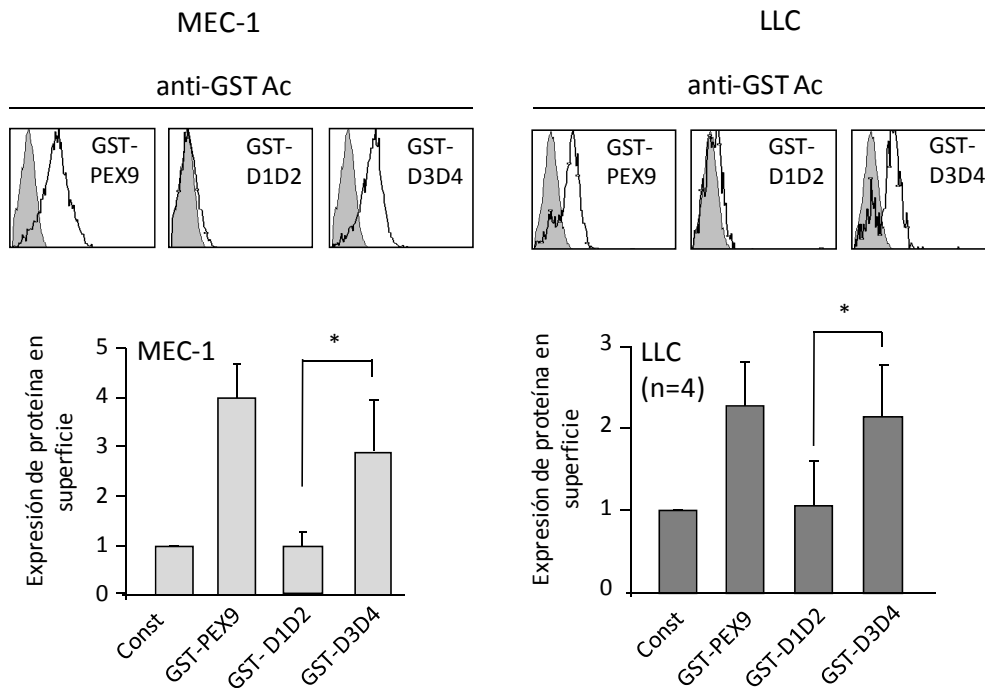 MEC-1
anti-GST Ac
GST-
PEX9
GST-
D1D2
GST-
D3D4
LLC
anti-GST Ac
GST-
PEX9
GST-
D1D2
GST-
D3D4
Expresión de proteína en
superficie
5
4
3
2
1
0
MEC-1
*
Const
GST-PEX9
GST- D1D2
GST-D3D4
Expresión de proteína en
superficie
3
2
1
0
LLC
(n=4)
*
Const
GST-PEX9
GST-D1D2
GST-D3D4